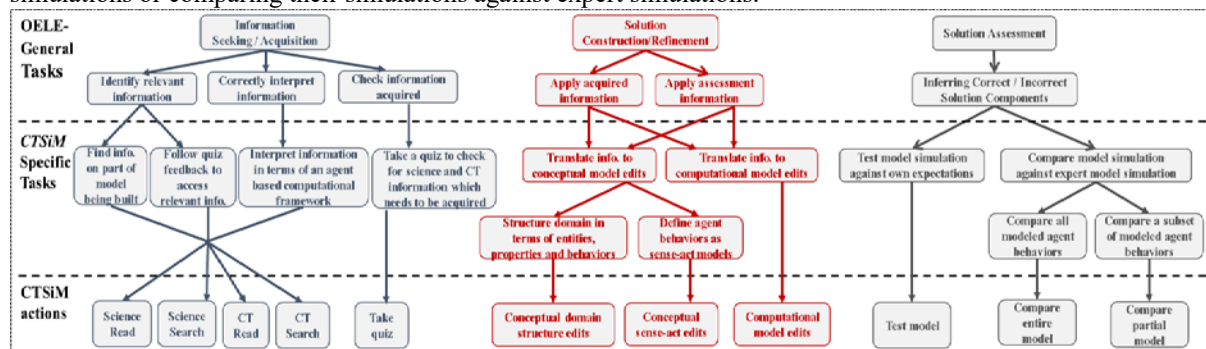 simulations or comparing their simulations against expert simulations.
OELE-
General
Tasks
Information
Seeking / Acquisition
Solution
Construction/Refinement
Solution Assessment
Identify relevant
information
Correctly interpret
information
Check information
acquired
Apply acquired
information
Apply assessment
information
Inferring Correct / Incorrect
Solution Components
CTSiM
Specific
Tasks
Find info.
on part of
model
being built
Follow quiz
feedback to
access
relevant info.
Interpret information
in terms of an agent
based computational
framework
Take a quiz to check
for science and CT
information which
needs to be acquired
Translate info. to
conceptual model edits
Translate info. to
computational model edits
Test model simulation
against own expectations
Compare model simulation
against expert model simulation
Structure domain in
terms of entities,
properties and behaviors
Define agent
behaviors as
sense-act models
Compare all
modeled agent
behaviors
Compare a subset
of modeled agent
behaviors
CTSiM
actions
Science
Read
Science
Search
CT
Read
CT
Search
Take
quiz
Conceptual domain
structure edits
Conceptual
sense-act edits
Computational
model edits
Test model
Compare
entire
model
Compare
partial
model